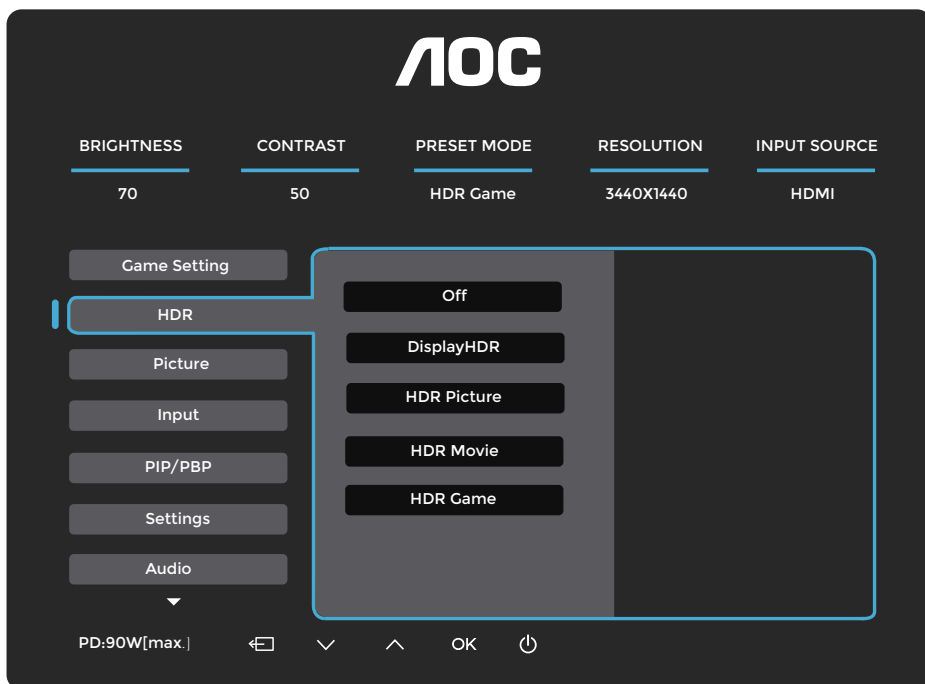 AOC
BRIGHTNESS CONTRAST PRESET MODE RESOLUTION INPUT SOURCE
70 50 HDR Game 3440X1440 HDMI
Game Setting
HDR
Picture
Input
PIP/PBP
Settings
Audio
Off
DisplayHDR
HDR Picture
HDR Movie
HDR Game
PD:90W[max.]
OK